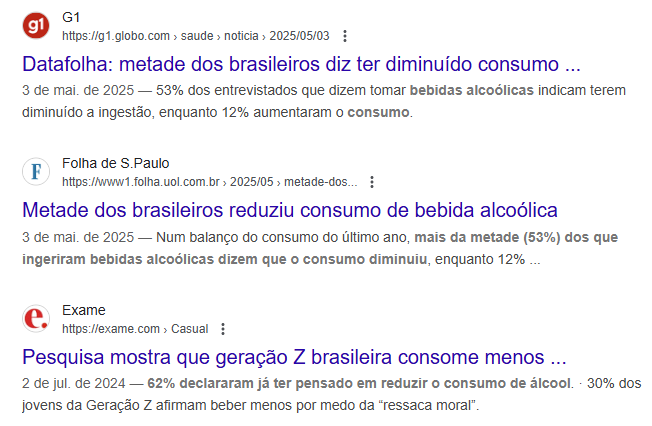 G1
https://g1.globo.com › saude › noticia › 2025/05/03
Datafolha: metade dos brasileiros diz ter diminuído consumo ...
3 de mai. de 2025 — 53% dos entrevistados que dizem tomar bebidas alcoólicas indicam terem
diminuído a ingestão, enquanto 12% aumentaram o consumo.
Folha de S.Paulo
https://www1.folha.uol.com.br › 2025/05 › metade-dos...
Metade dos brasileiros reduziu consumo de bebida alcoólica
3 de mai. de 2025 — Num balanço do consumo do último ano, mais da metade (53%) dos que
ingeriram bebidas alcoólicas dizem que o consumo diminuiu, enquanto 12% ...
Exame
https://exame.com › Casual
Pesquisa mostra que geração Z brasileira consome menos ...
2 de jul. de 2024 — 62% declararam já ter pensado em reduzir o consumo de álcool. · 30% dos
jovens da Geração Z afirmam beber menos por medo da “ressaca moral”.